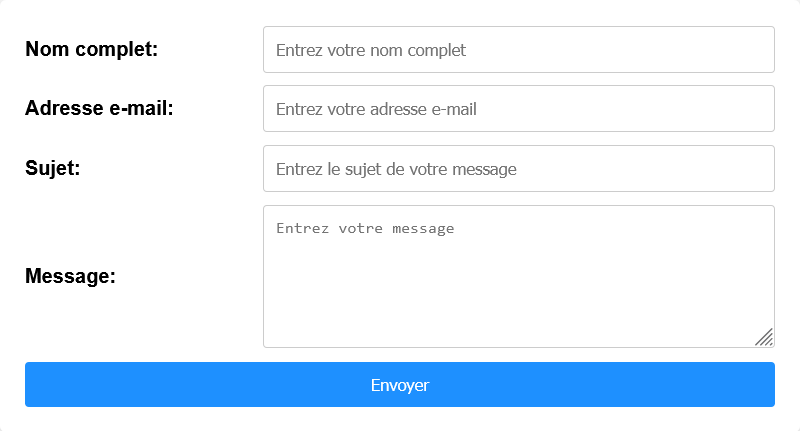 Nom complet:
Entrez votre nom complet
Adresse e-mail:
Entrez votre adresse e-mail
Sujet:
Entrez le sujet de votre message
Message:
Entrez votre message
Envoyer